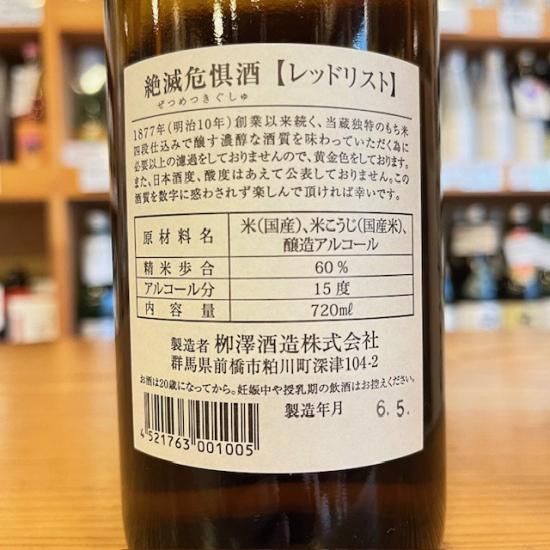 絶滅危惧酒【レッドリスト】
ぜつめつきぐしゅ
1877年(明治10年)創業以来続く、当蔵独特のもち米
四段仕込みで醸す濃醇な酒質を味わっていただく為に
必要以上の濾過をしておりませんので、黄金色をしております。
また、日本酒度、酸度はあえて公表しておりません。この
酒質を数字に惑わされず楽しんで頂ければ幸いです。
原材料名 米(国産)、米こうじ(国産米)、
醸造アルコール
精米歩合 60%
アルコール分 15度
内容量 720mℓ
製造者 栁澤酒造株式会社
群馬県前橋市粕川町深津104-2
お酒は20歳になってから。妊娠中や授乳期の飲酒はお控えください。
製造年月 6.5.
4 521763 001005